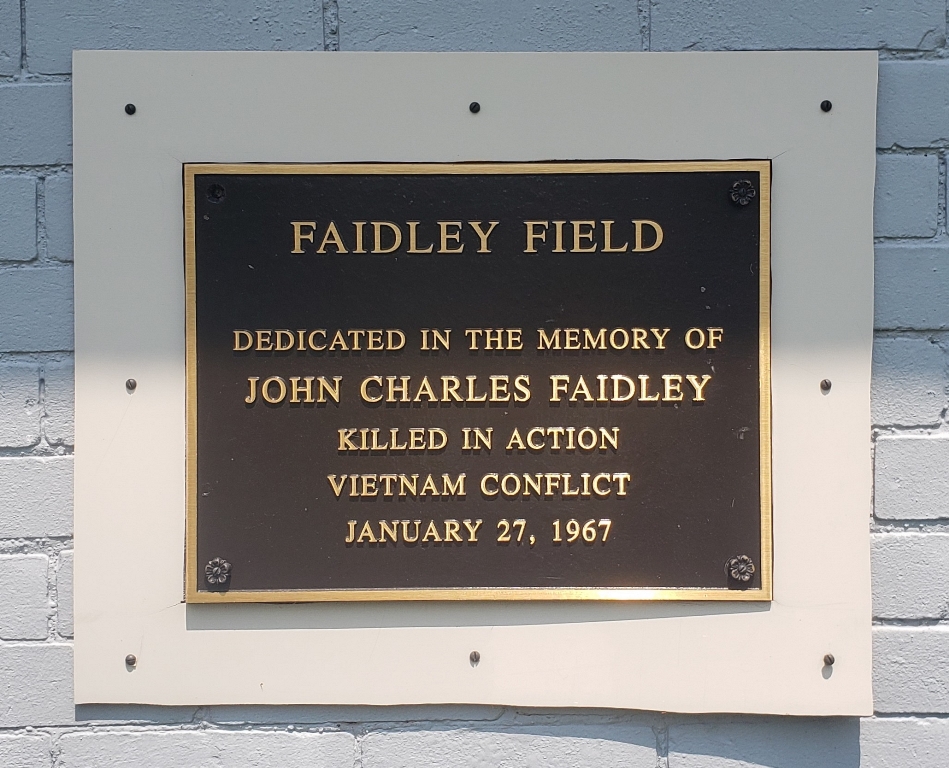 FAIDLEY FIELD
DEDICATED IN THE MEMORY OF
JOHN CHARLES FAIDLEY
KILLED IN ACTION
VIETNAM CONFLICT
JANUARY 27, 1967